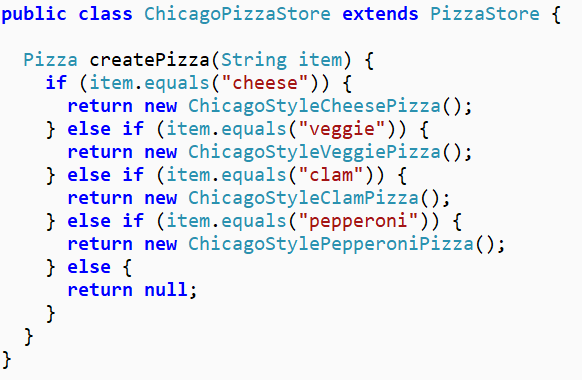 public class ChicagoPizzaStore extends PizzaStore {
Pizza createPizza(String item) {
if (item.equals("cheese")) {
return new ChicagoStyleCheesePizza();
} else if (item.equals("veggie")) {
return new ChicagoStyleVeggiePizza();
} else if (item.equals("clam")) {
return new ChicagoStyleClamPizza();
} else if (item.equals("pepperoni")) {
return new ChicagoStylePepperoniPizza();
} else {
return null;
}
}
}